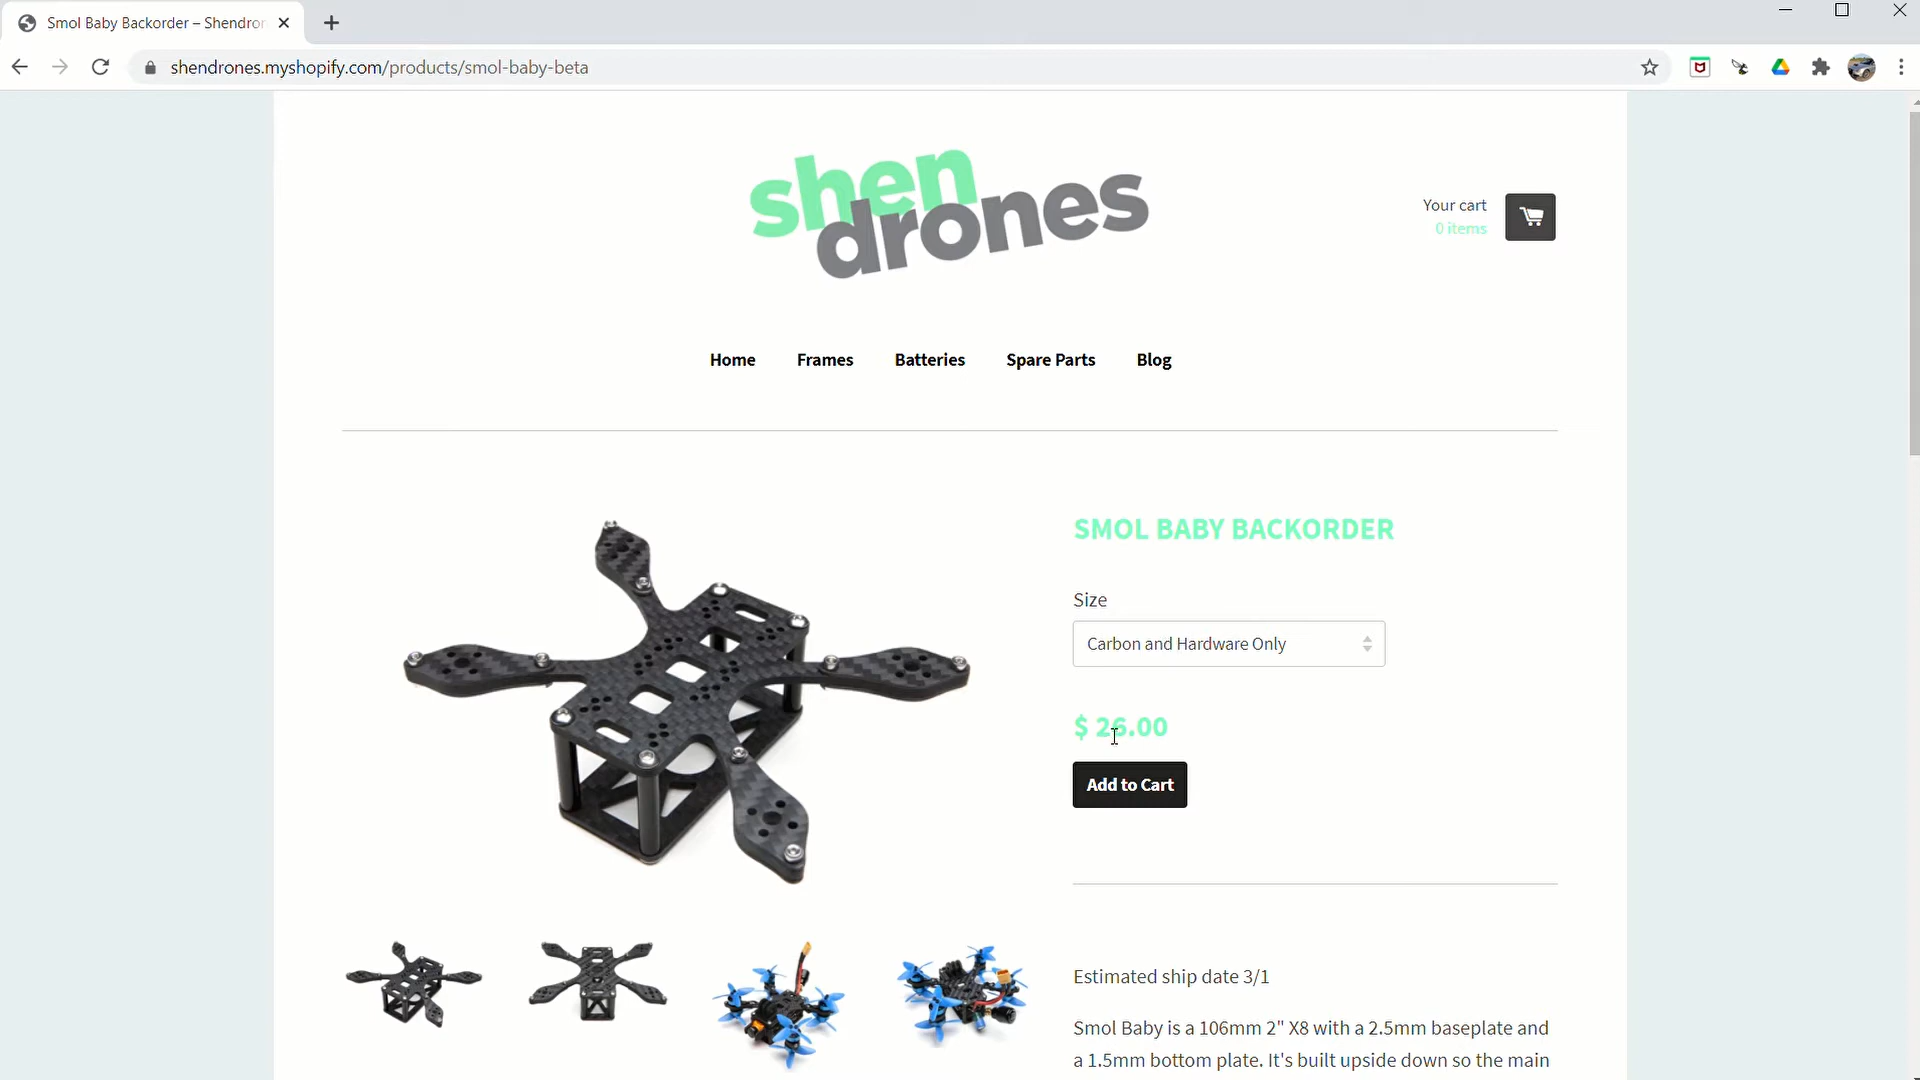 Smol Baby Backorder – Shendror
shendrones.myshopify.com/products/smol-baby-beta
shen
drones
Your cart
0 items
Home Frames Batteries Spare Parts Blog
SMOL BABY BACKORDER
Size
Carbon and Hardware Only
$ 26.00
Add to Cart
Estimated ship date 3/1
Smol Baby is a 106mm 2" X8 with a 2.5mm baseplate and
a 1.5mm bottom plate. It's built upside down so the main